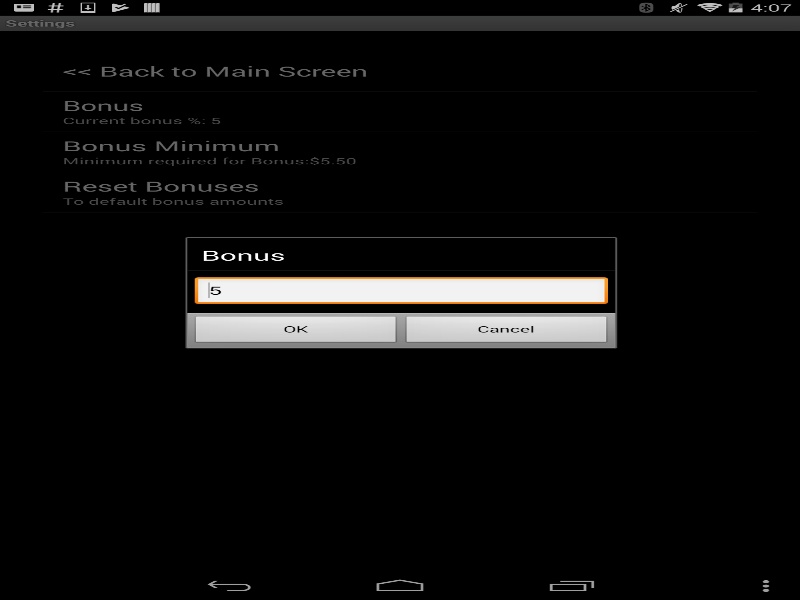 4:07
Settings
<< Back to Main Screen
Bonus
Current bonus %: 5
Bonus Minimum
Minimum required for Bonus:$5.50
Reset Bonuses
To default bonus amounts
Bonus
5
OK
Cancel